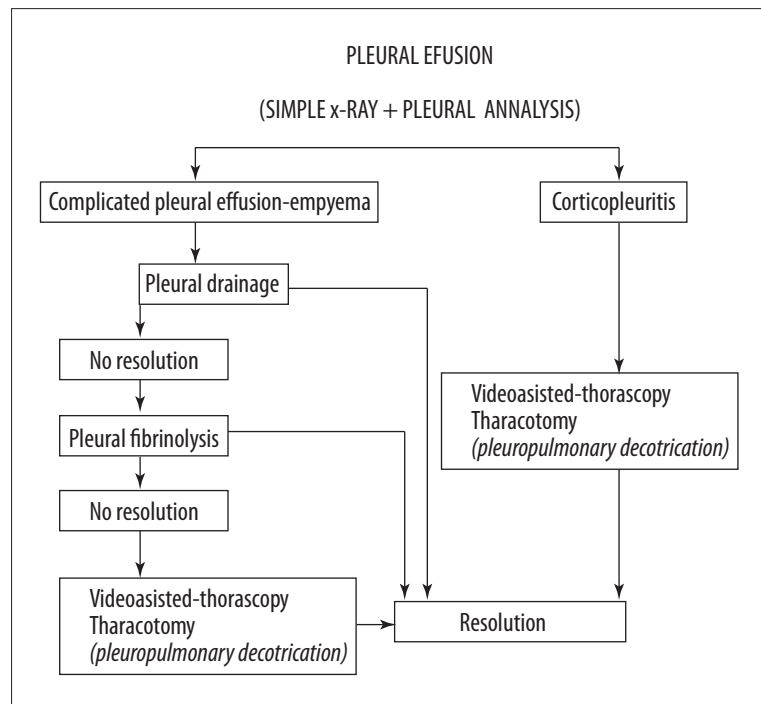 PLEURAL EFUSION
(SIMPLE x-RAY + PLEURAL ANNALYSIS)
Complicated pleural effusion-empyema
Corticopleuritis
Pleural drainage
No resolution
Videoasisted-thorascopy
Tharacotomy
(pleuropulmonary decotrication)
Pleural fibrinolysis
No resolution
Videoasisted-thorascopy
Tharacotomy
(pleuropulmonary decotrication)
Resolution